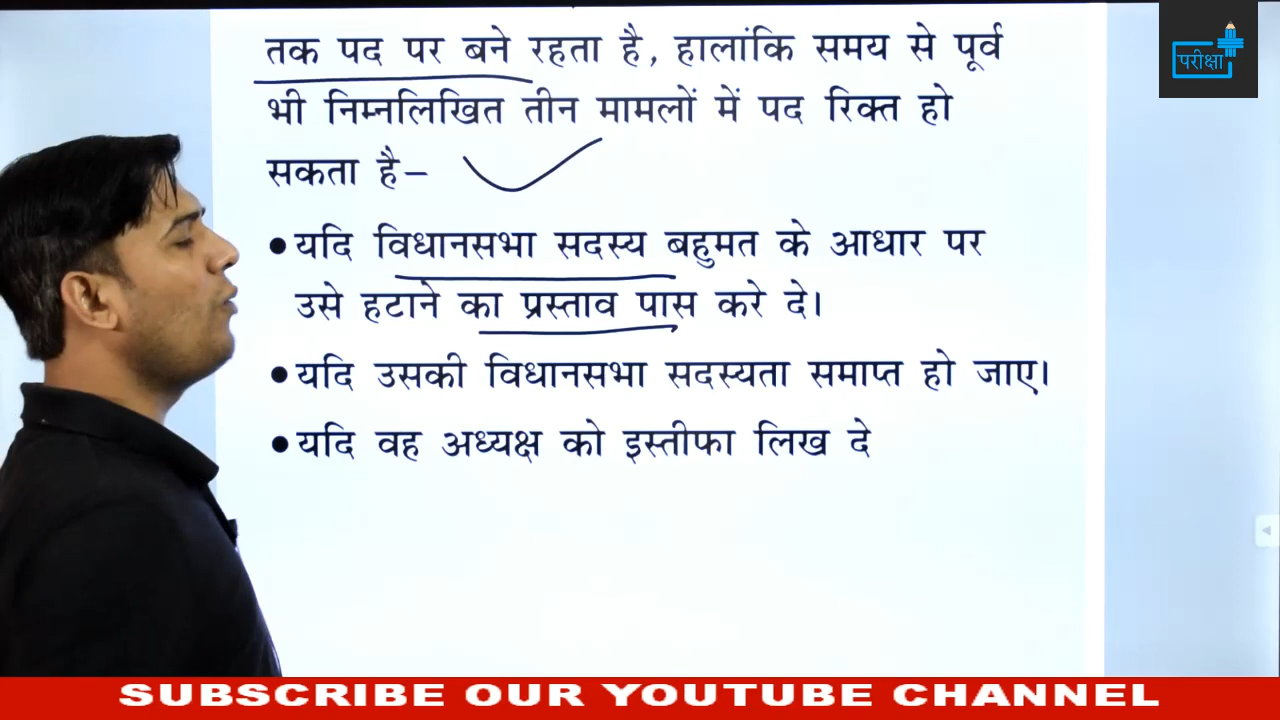 तक पद पर बने रहता है, हालांकि समय से पूर्व
भी निम्नलिखित तीन मामलों में पद रिक्त हो
सकता है–
• यदि विधानसभा सदस्य बहुमत के आधार पर
उसे हटाने का प्रस्ताव पास करे दे।
• यदि उसकी विधानसभा सदस्यता समाप्त हो जाए।
• यदि वह अध्यक्ष को इस्तीफा लिख दे
परीक्षा
SUBSCRIBE OUR YOUTUBE CHANNEL